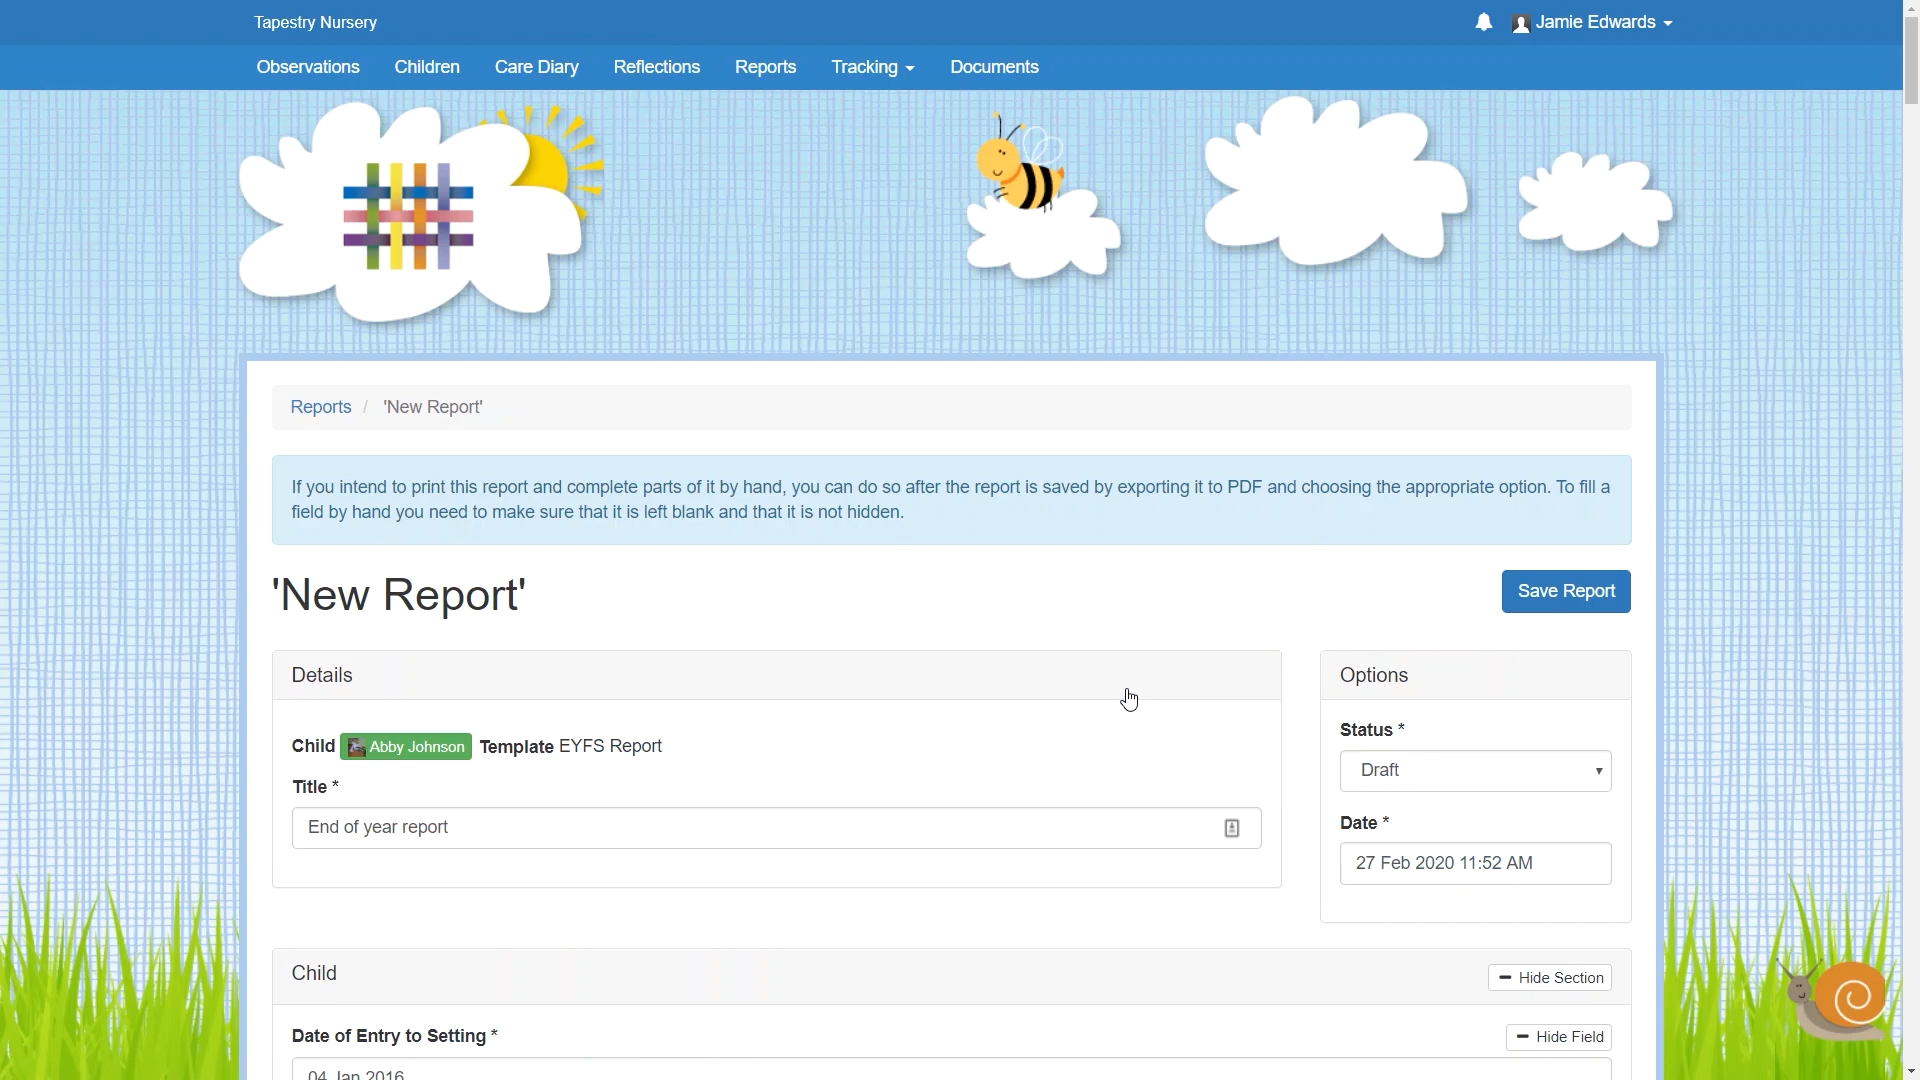 Tapestry Nursery
Jamie Edwards
Observations Children Care Diary Reflections Reports Tracking Documents
Reports / 'New Report'
If you intend to print this report and complete parts of it by hand, you can do so after the report is saved by exporting it to PDF and choosing the appropriate option. To fill a
field by hand you need to make sure that it is left blank and that it is not hidden.
'New Report'
Save Report
Details
Child Abby Johnson Template EYFS Report
Title *
End of year report
Options
Status *
Draft
Date *
27 Feb 2020 11:52 AM
Child
Hide Section
Date of Entry to Setting *
Hide Field
04 Jan 2016